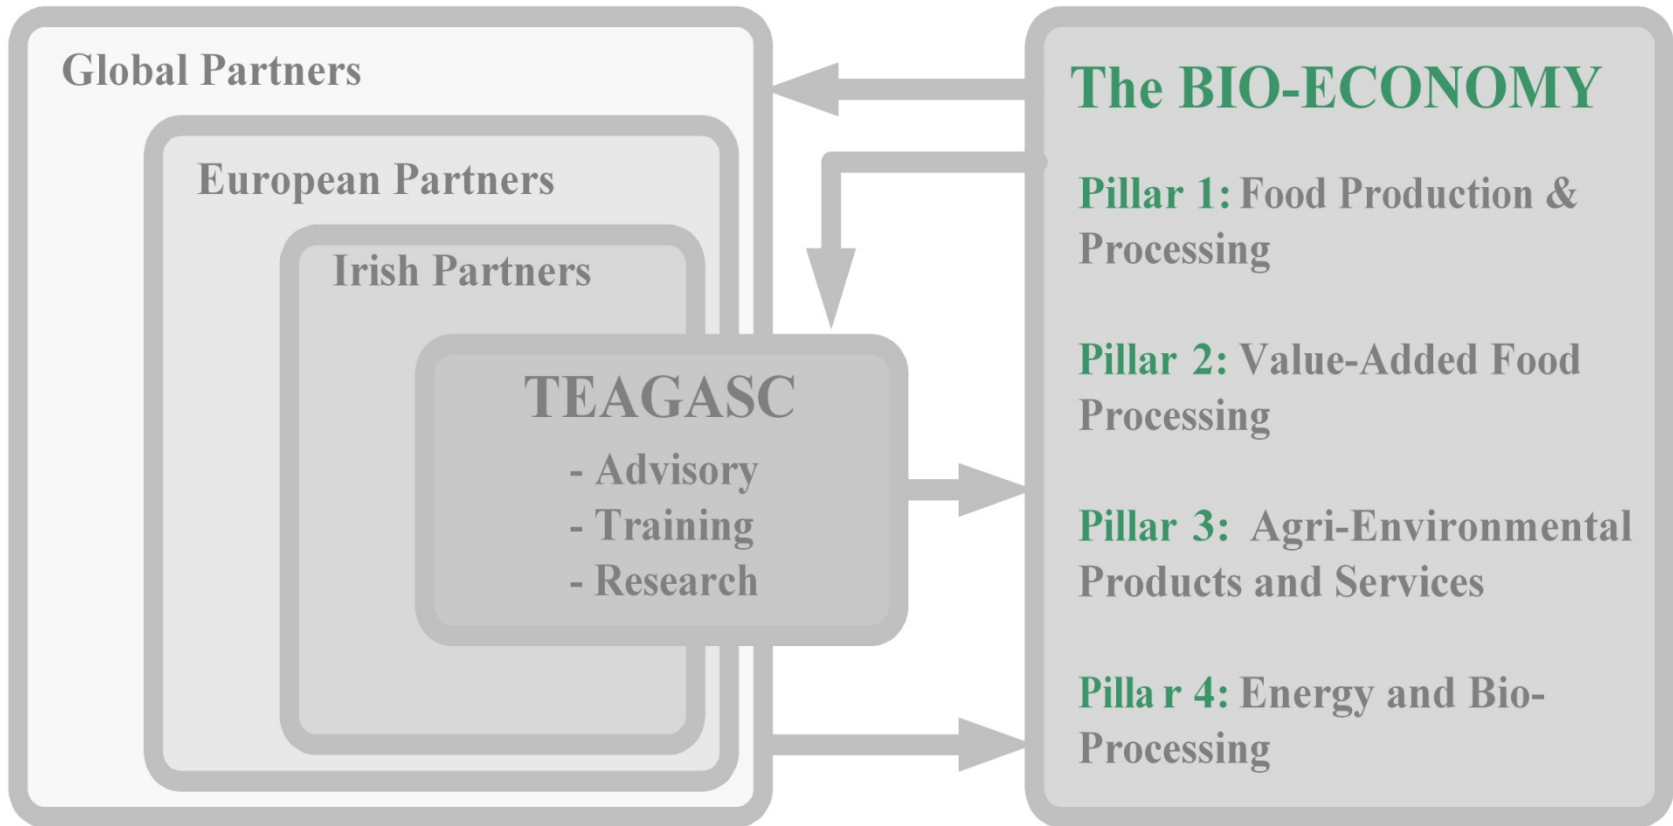 Global Partners
European Partners
Irish Partners
TEAGASC
- Advisory
- Training
- Research
The BIO-ECONOMY
Pillar 1: Food Production &
Processing
Pillar 2: Value-Added Food
Processing
Pillar 3: Agri-Environmental
Products and Services
Pillar 4: Energy and Bio-
Processing